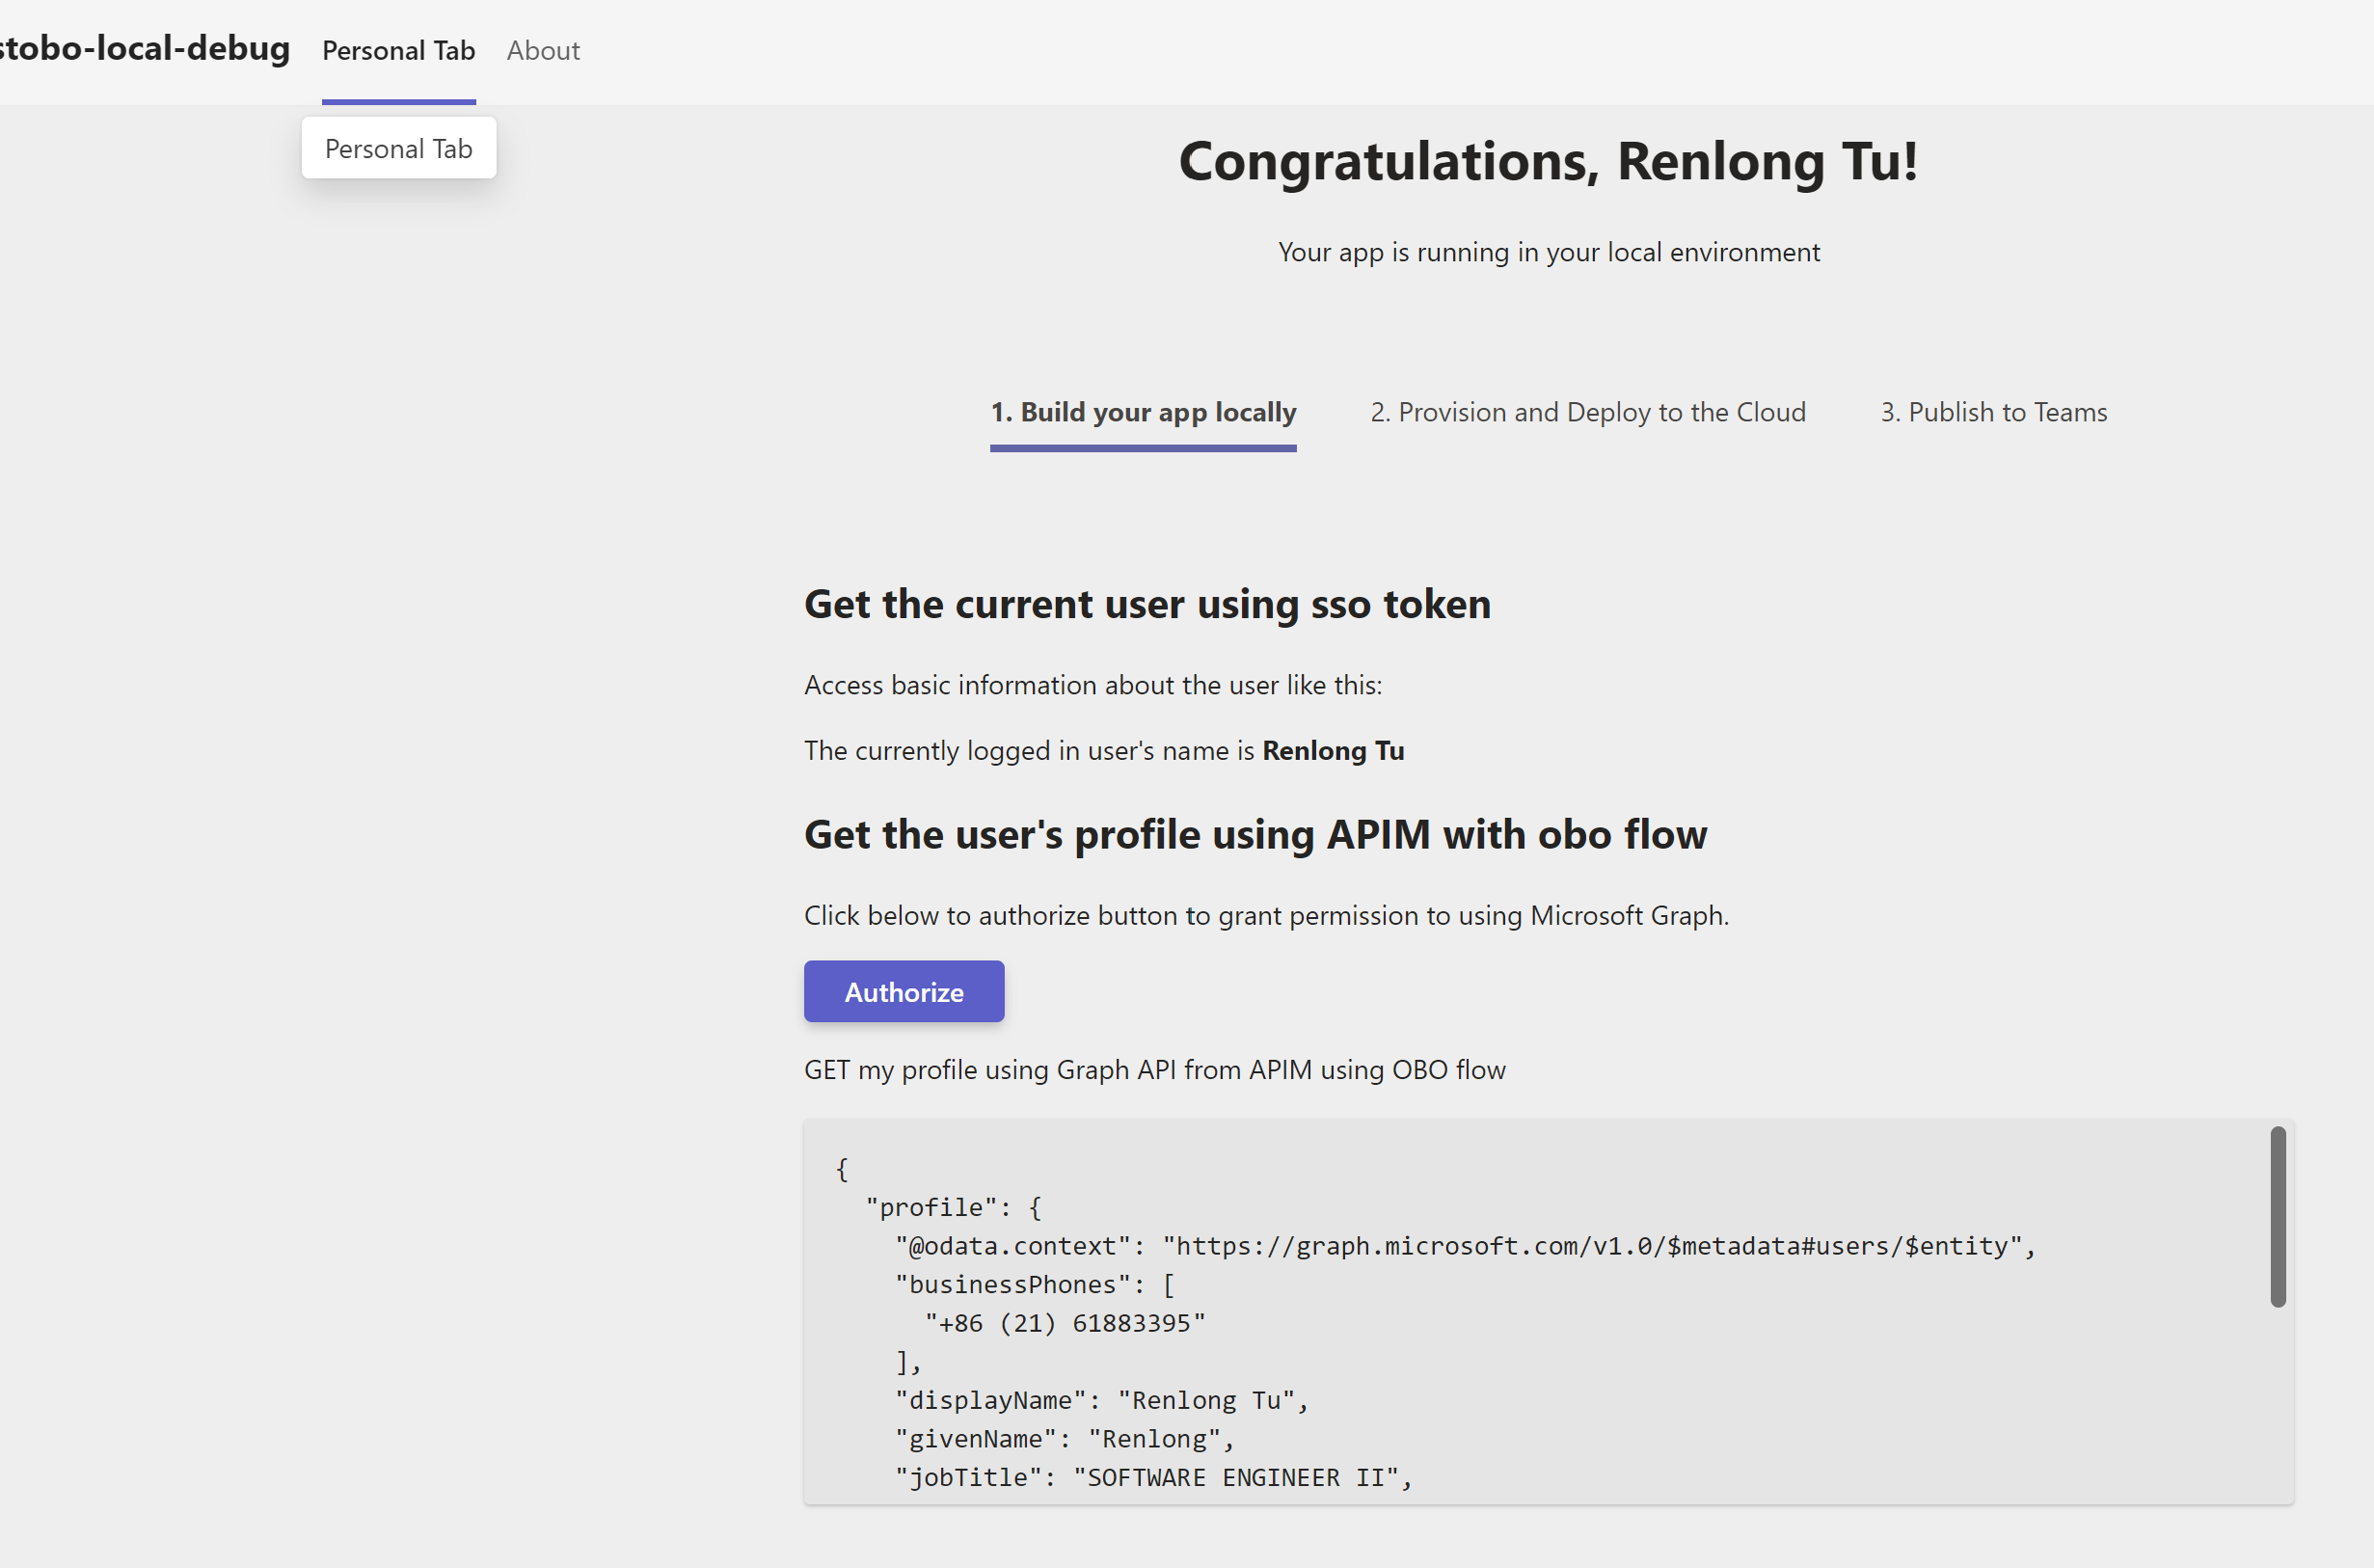 stobo-local-debug Personal Tab About
Personal Tab
Congratulations, Renlong Tu!
Your app is running in your local environment
1. Build your app locally 2. Provision and Deploy to the Cloud 3. Publish to Teams
Get the current user using sso token
Access basic information about the user like this:
The currently logged in user's name is Renlong Tu
Get the user's profile using APIM with obo flow
Click below to authorize button to grant permission to using Microsoft Graph.
Authorize
GET my profile using Graph API from APIM using OBO flow
{
"profile": {
"@odata.context": "https://graph.microsoft.com/v1.0/$metadata#users/$entity",
"businessPhones": [
"+86 (21) 61883395"
],
"displayName": "Renlong Tu",
"givenName": "Renlong",
"jobTitle": "SOFTWARE ENGINEER II",